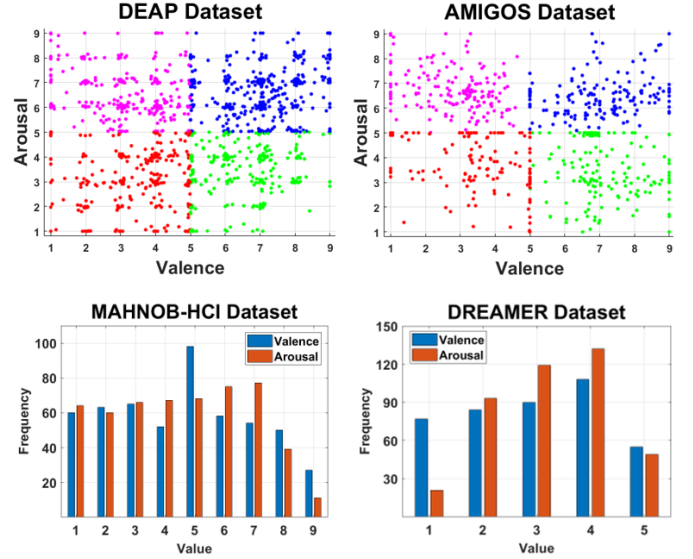 DEAP Dataset
9
8
7
6
5
4
3
2
1
Arousal
1 2 3 4 5 6 7 8 9
Valence
AMIGOS Dataset
9
8
7
6
5
4
3
2
1
Arousal
1 2 3 4 5 6 7 8 9
Valence
MAHNOB-HCI Dataset
Valence
Arousal
100
80
60
40
20
Frequency
1 2 3 4 5 6 7 8 9
Value
DREAMER Dataset
Valence
Arousal
150
120
90
60
30
Frequency
1 2 3 4 5
Value